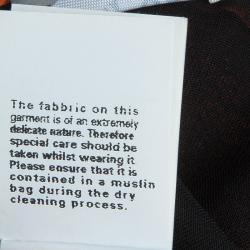 The fabbric on this
garment is of an extremely
delicate nature. Therefore
special care should be
taken whilst wearing it.
Please ensure that it is
contained in a muslin
bag during the dry
cleaning process.